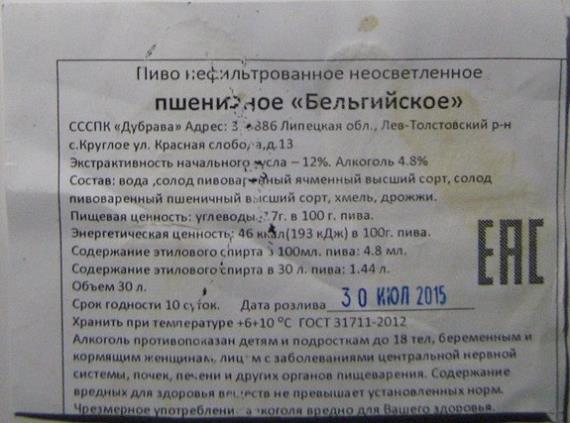 Пиво нефильтрованное неосветленное
пшеничное «Бельгийское»
СССПК «Дубрава» Адрес: Липецкая обл., Лев-Толстовский р-н
с.Круглое ул. Красная слобода,д.13
Экстрактивность начального сусла – 12%. Алкоголь 4.8%
Состав: вода ,солод пивоваренный ячменный высший сорт, солод
пивоваренный пшеничный высший сорт, хмель, дрожжи.
Пищевая ценность: углеводы 7г. в 100 г. пива.
Энергетическая ценность: 46 ккал(193 кДж) в 100г. пива.
Содержание этилового спирта в 100мл. пива: 4.8 мл.
Содержание этилового спирта в 30 л. пива: 1.44 л.
Объем 30 л.
Срок годности 10 суток. Дата розлива 30 ИЮЛ 2015
Хранить при температуре +6+10 °С ГОСТ 31711-2012
Алкоголь противопоказан детям и подросткам до 18 тел, беременным и
кормящим женщинам, лицам с заболеваниями центральной нервной
системы, почек, печени и других органов пищеварения. Содержание
вредных для здоровья веществ не превышает установленных норм.
Чрезмерное употребление алкоголя вредно для Вашего здоровья.
ЕАС